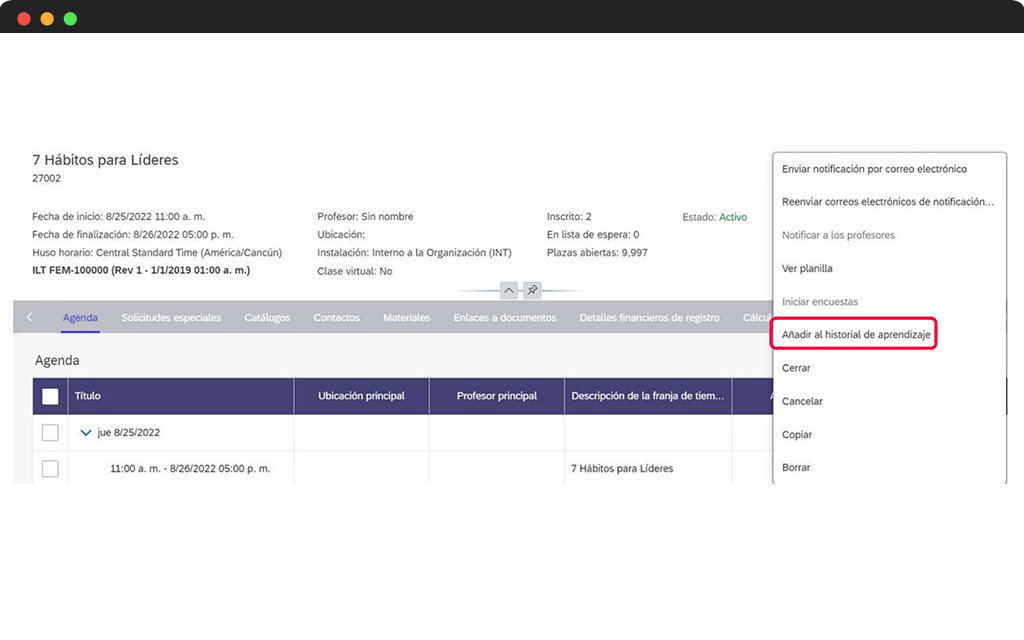 7 Hábitos para Líderes
27002
Fecha de inicio: 8/25/2022 11:00 a. m.
Fecha de finalización: 8/26/2022 05:00 p. m.
Huso horario: Central Standard Time (América/Cancún)
ILT FEM-100000 (Rev 1 - 1/1/2019 01:00 a. m.)
Profesor: Sin nombre
Ubicación:
Instalación: Interno a la Organización (INT)
Clase virtual: No
Inscrito: 2
En lista de espera: 0
Plazas abiertas: 9,997
Estado: Activo
Enviar notificación por correo electrónico
Reenviar correos electrónicos de notificación...
Notificar a los profesores
Ver planilla
Iniciar encuestas
Añadir al historial de aprendizaje
Cerrar
Cancelar
Copiar
Borrar
Agenda Solicitudes especiales Catálogos Contactos Materiales Enlaces a documentos Detalles financieros de registro Cálcu
Agenda
Título Ubicación principal Profesor principal Descripción de la franja de tiem...
jue 8/25/2022
11:00 a. m. - 8/26/2022 05:00 p. m. 7 Hábitos para Líderes